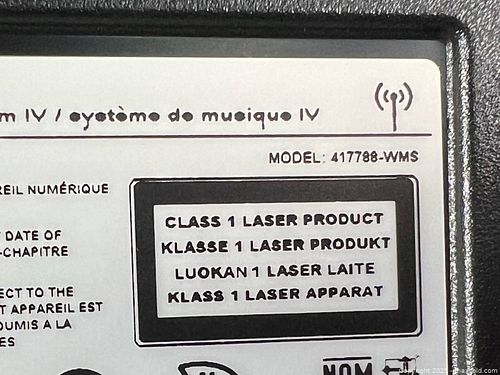 m IV / système de musique IV
MODEL: 417788-WMS
REIL NUMÉRIQUE
DATE OF
-CHAPITRE
ECT TO THE
T APPAREIL EST
OUMIS A LA
ES
CLASS 1 LASER PRODUCT
KLASSE 1 LASER PRODUKT
LUOKAN 1 LASER LAITE
KLASS 1 LASER APPARAT
NOM